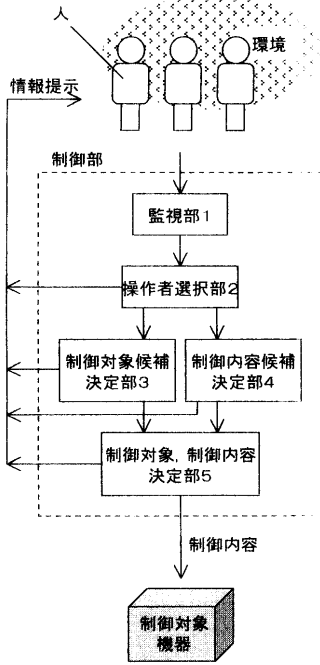 人
環境
情報提示
制御部
監視部1
操作者選択部2
制御対象候補
決定部3
制御内容候補
決定部4
制御対象,制御内容
決定部5
制御内容
制御対象
機器